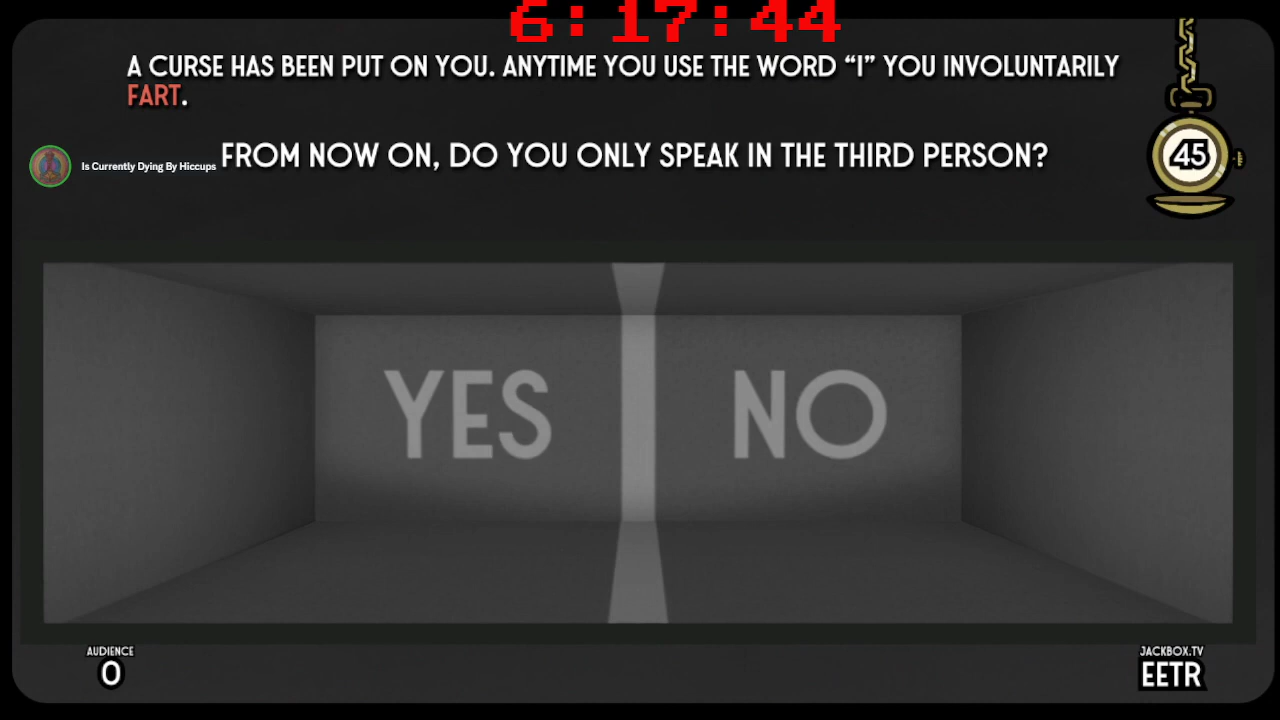 6:17:44
A CURSE HAS BEEN PUT ON YOU. ANYTIME YOU USE THE WORD “I” YOU INVOLUNTARILY
FART.
Is Currently Dying By Hiccups
FROM NOW ON, DO YOU ONLY SPEAK IN THE THIRD PERSON?
45
YES
NO
AUDIENCE
0
JACKBOX.TV
EETR